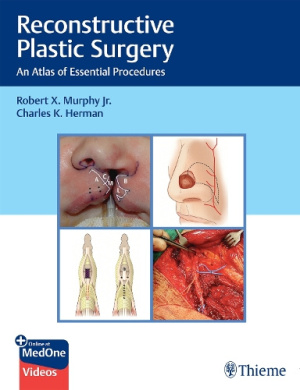 Reconstructive
Plastic Surgery
An Atlas of Essential Procedures
Robert X. Murphy Jr.
Charles K. Herman
Online at
MedOne
Videos
Thieme